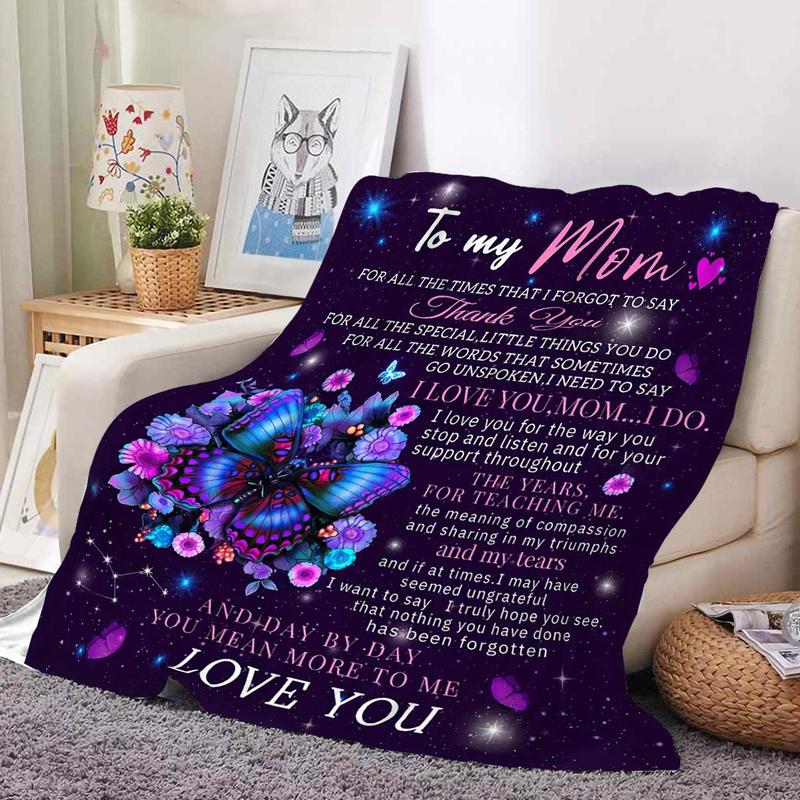 To my Mom
FOR ALL THE TIMES THAT I FORGOT TO SAY
Thank You
FOR ALL THE SPECIAL,LITTLE THINGS YOU DO
FOR ALL THE WORDS THAT SOMETIMES
GO UNSPOKEN,I NEED TO SAY
I LOVE YOU,MOM...I DO.
I love you for the way you
stop and listen and for your
support throughout
THE YEARS.
FOR TEACHING ME.
the meaning of compassion
and sharing in my triumphs.
and my tears
and if at times.I may have
seemed ungrateful
I want to say I truly hope you see.
.that nothing you have done
has been forgotten
AND DAY BY DAY
YOU MEAN MORE TO ME
LOVE YOU